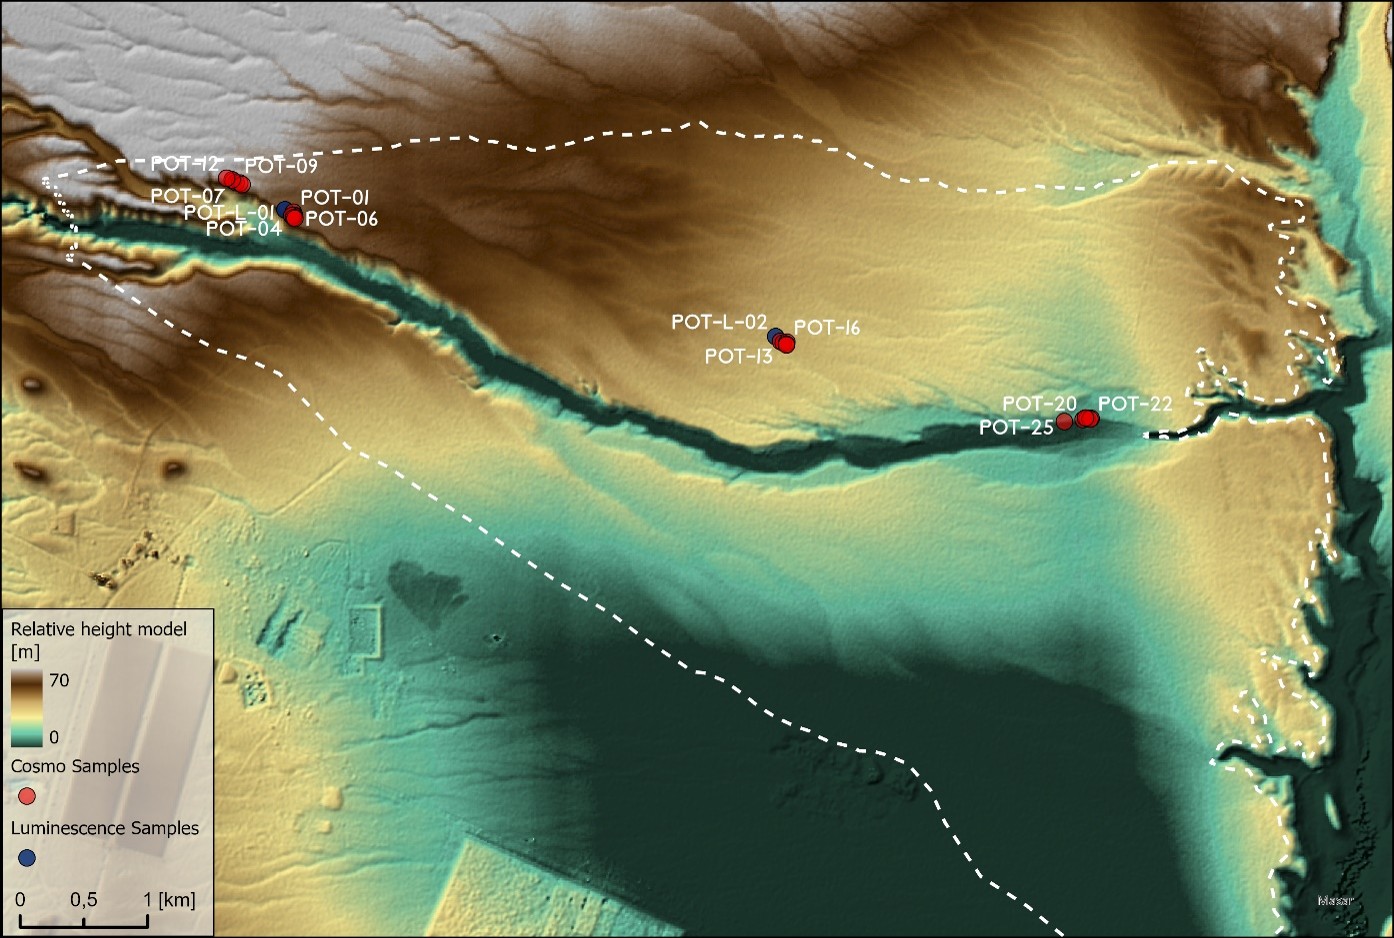 POT-12
POT-09
POT-07
POT-01
POT-L-01
POT-06
POT-04
POT-L-02
POT-16
POT-13
POT-20
POT-22
POT-25
Relative height model
[m]
70
0
Cosmo Samples
Luminescence Samples
0 0,5 1 [km]
Maxar